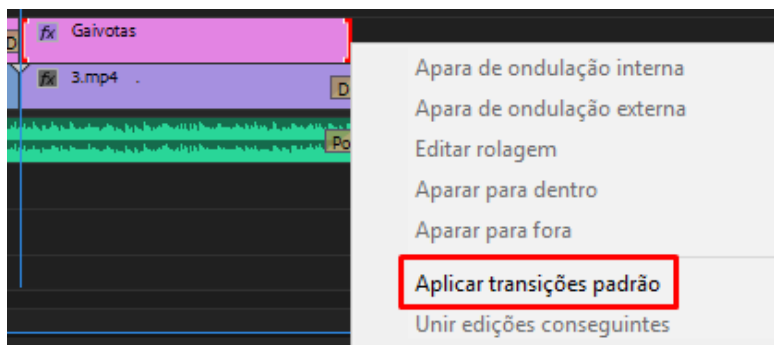 D
fx Gaivotas
fx 3.mp4 .
D
Po
Apara de ondulação interna
Apara de ondulação externa
Editar rolagem
Aparar para dentro
Aparar para fora
Aplicar transições padrão
Unir edições conseguintes